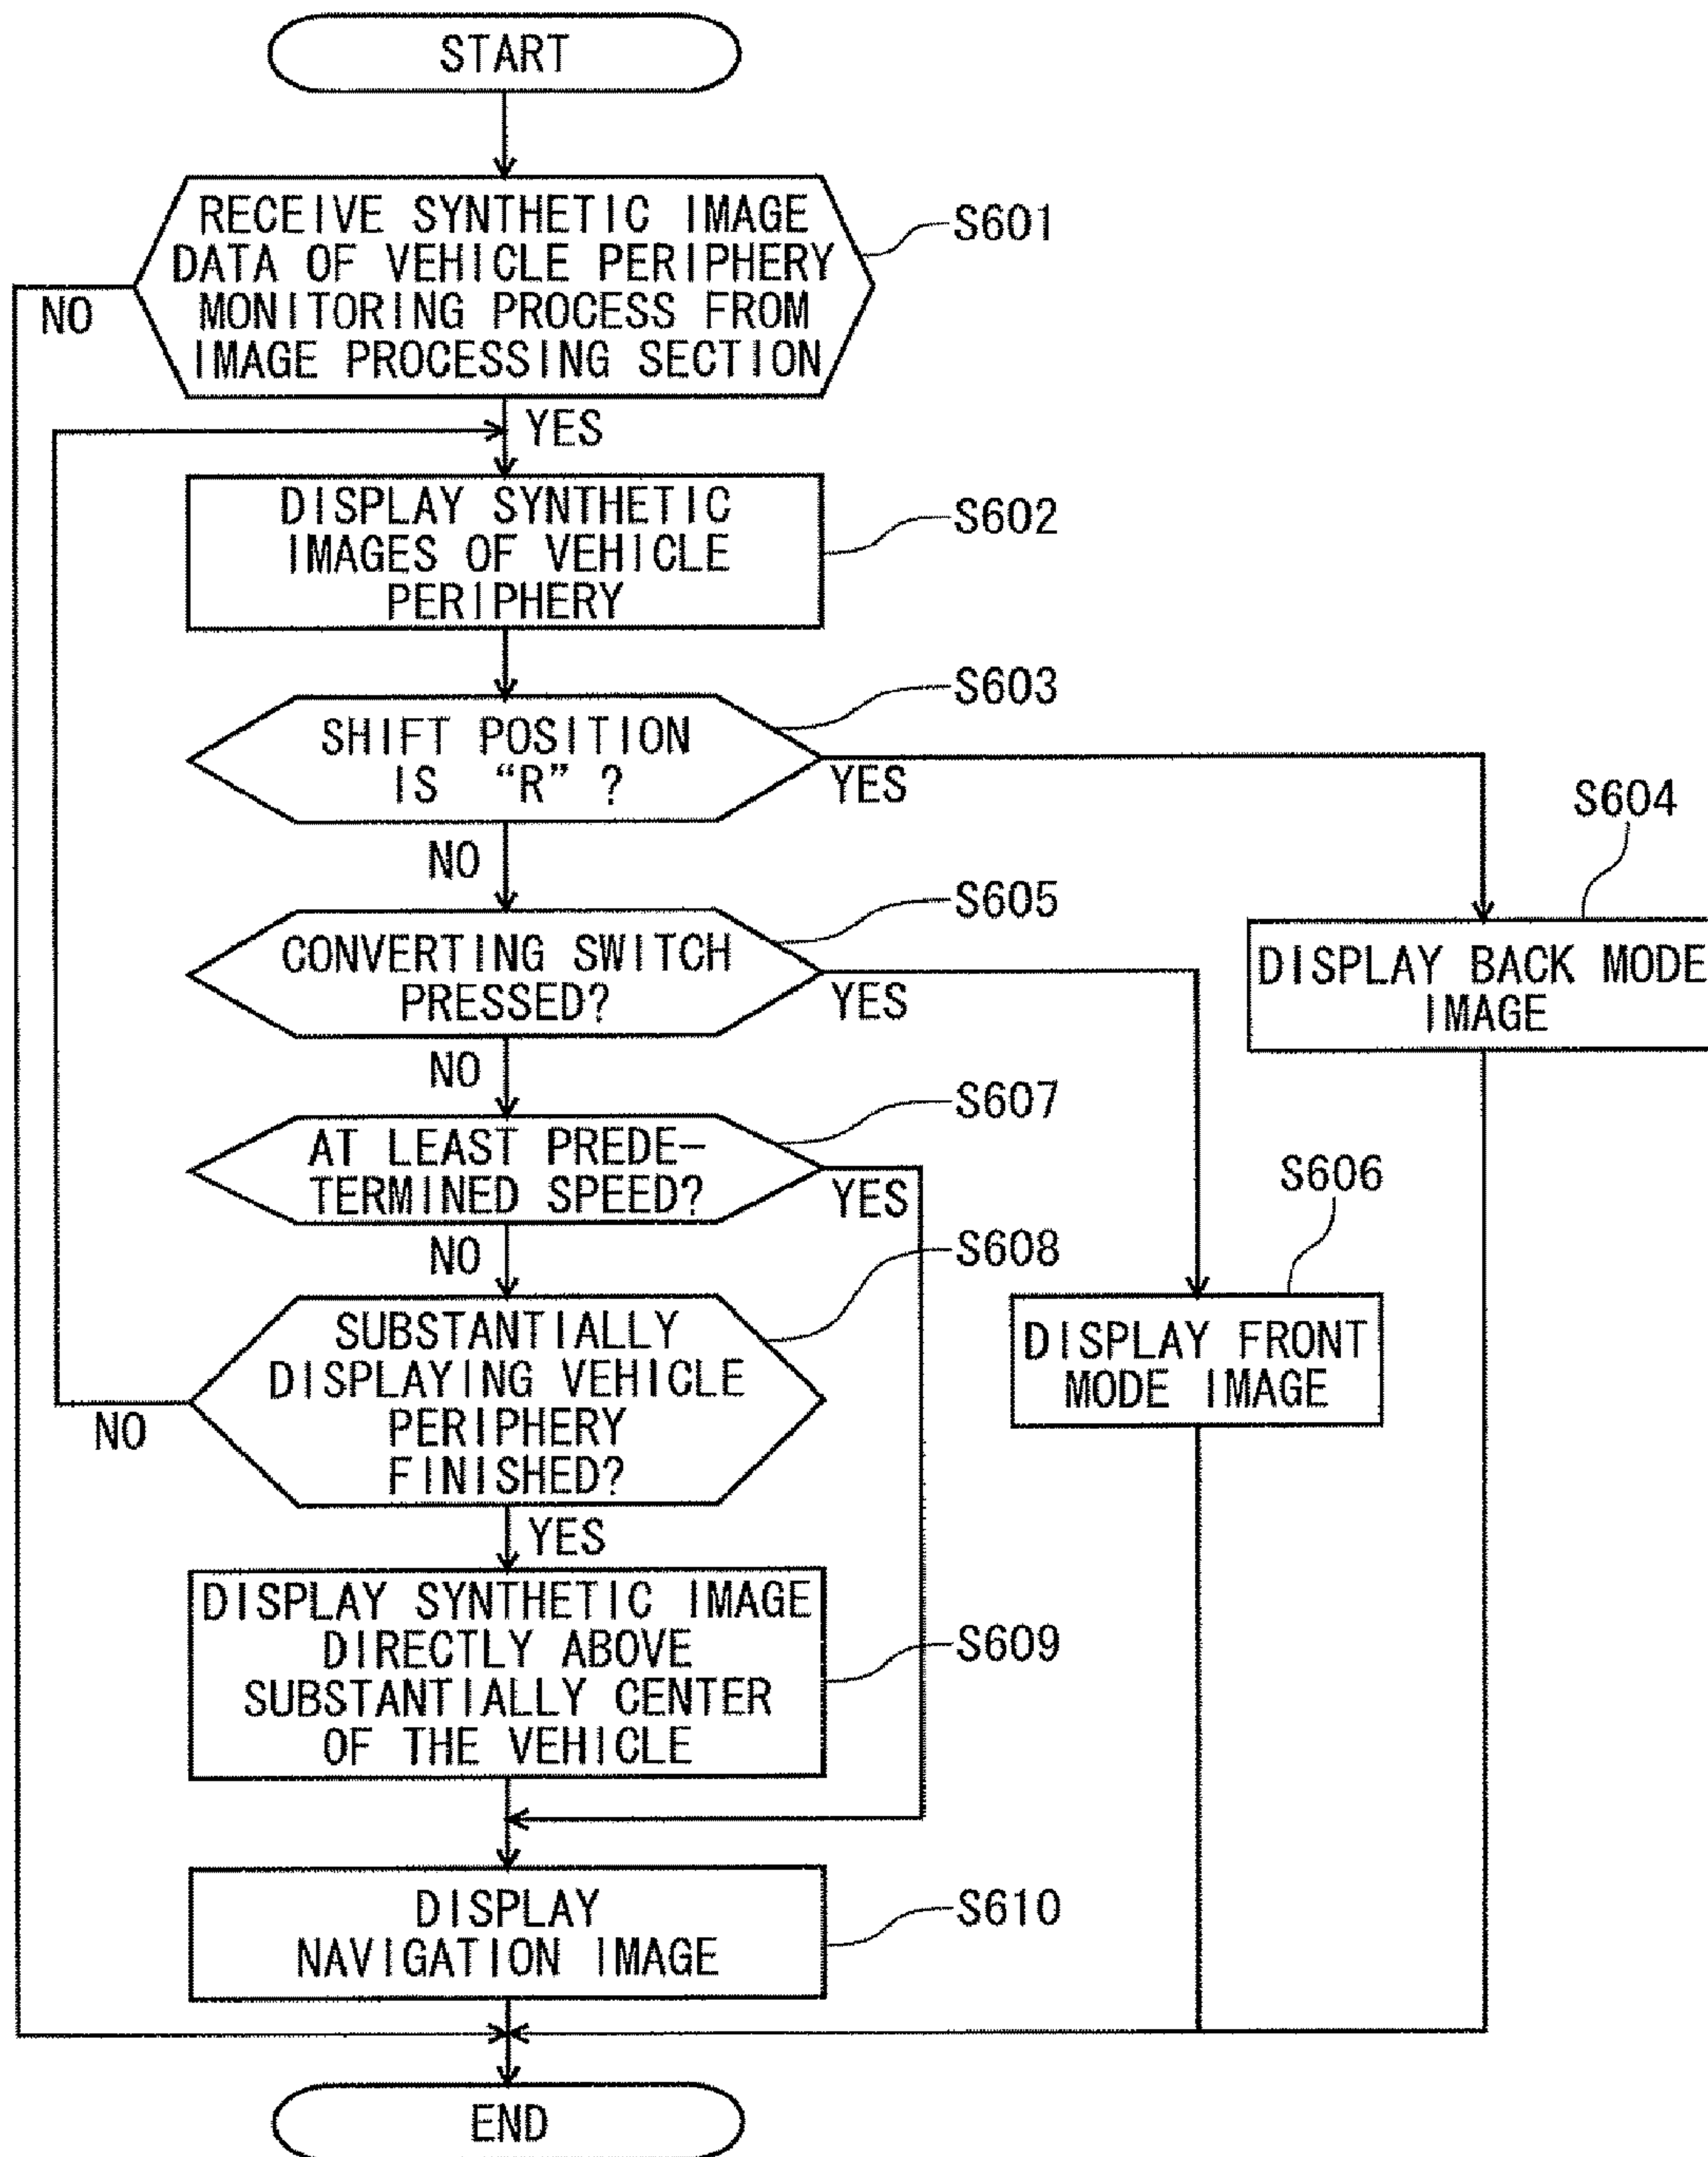 START
RECEIVE SYNTHETIC IMAGE
DATA OF VEHICLE PERIPHERY
MONITORING PROCESS FROM
IMAGE PROCESSING SECTION
S601
NO
YES
DISPLAY SYNTHETIC
IMAGES OF VEHICLE
PERIPHERY
S602
SHIFT POSITION
IS “R”?
S603
YES
NO
S604
DISPLAY BACK MODE
IMAGE
CONVERTING SWITCH
PRESSED?
S605
YES
NO
S606
DISPLAY FRONT
MODE IMAGE
AT LEAST PREDE-
TERMINED SPEED?
S607
YES
NO
SUBSTANTIALLY
DISPLAYING VEHICLE
PERIPHERY
FINISHED?
S608
NO
YES
DISPLAY SYNTHETIC IMAGE
DIRECTLY ABOVE
SUBSTANTIALLY CENTER
OF THE VEHICLE
S609
DISPLAY
NAVIGATION IMAGE
S610
END